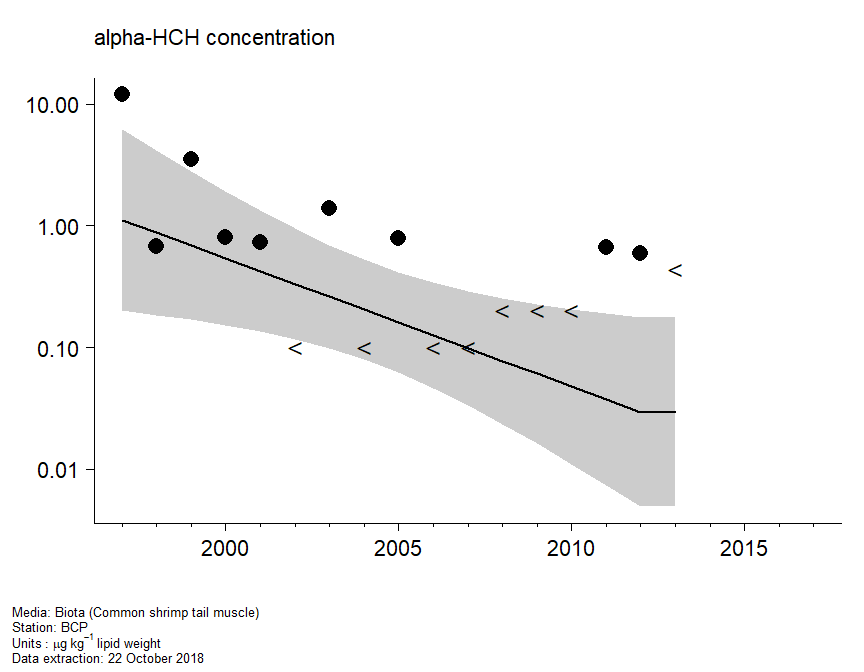 alpha-HCH concentration
10.00
1.00
0.10
0.01
< < < < < < < <
2000 2005 2010 2015
Media: Biota (Common shrimp tail muscle)
Station: BCP
Units : µg kg⁻¹ lipid weight
Data extraction: 22 October 2018